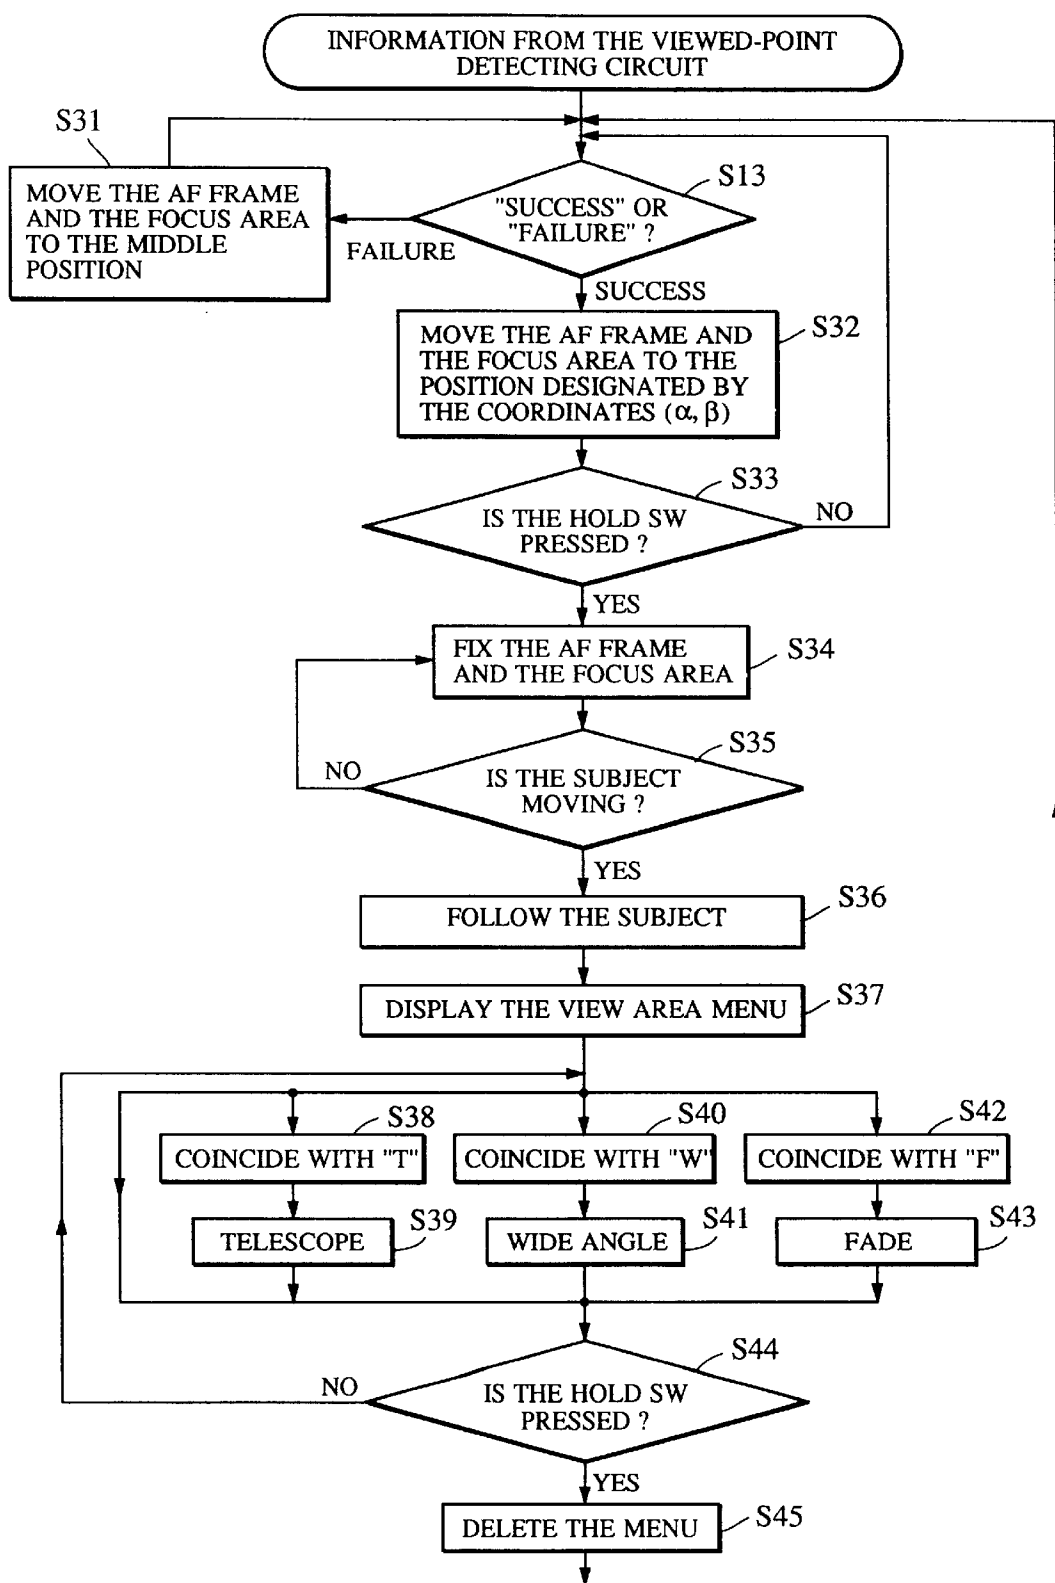 INFORMATION FROM THE VIEWED-POINT
DETECTING CIRCUIT
S31
MOVE THE AF FRAME
AND THE FOCUS AREA
TO THE MIDDLE
POSITION
S13
"SUCCESS" OR
"FAILURE" ?
FAILURE
SUCCESS
S32
MOVE THE AF FRAME AND
THE FOCUS AREA TO THE
POSITION DESIGNATED BY
THE COORDINATES (α, β)
S33
IS THE HOLD SW
PRESSED ?
NO
YES
S34
FIX THE AF FRAME
AND THE FOCUS AREA
S35
IS THE SUBJECT
MOVING ?
NO
YES
S36
FOLLOW THE SUBJECT
S37
DISPLAY THE VIEW AREA MENU
S38
COINCIDE WITH "T"
S40
COINCIDE WITH "W"
S42
COINCIDE WITH "F"
S39
TELESCOPE
S41
WIDE ANGLE
S43
FADE
S44
IS THE HOLD SW
PRESSED ?
NO
YES
S45
DELETE THE MENU